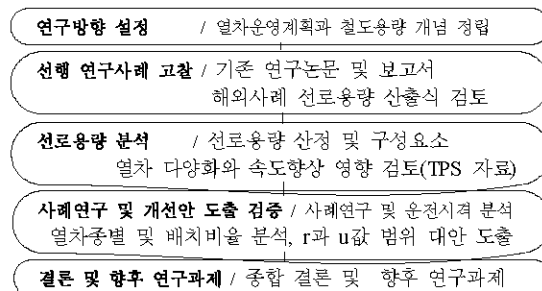 연구방향 설정 / 열차운영계획과 철도용량 개념 정립
선행 연구사례 고찰 / 기존 연구논문 및 보고서
해외사례 선로용량 산출식 검토
선로용량 분석 / 선로용량 산정 및 구성요소
열차 다양화와 속도향상 영향 검토(TPS 자료)
사례연구 및 개선안 도출 검증 / 사례연구 및 운전시격 분석
열차종별 및 배치비율 분석, r과 u값 범위 대안 도출
결론 및 향후 연구과제 / 종합 결론 및 향후 연구과제